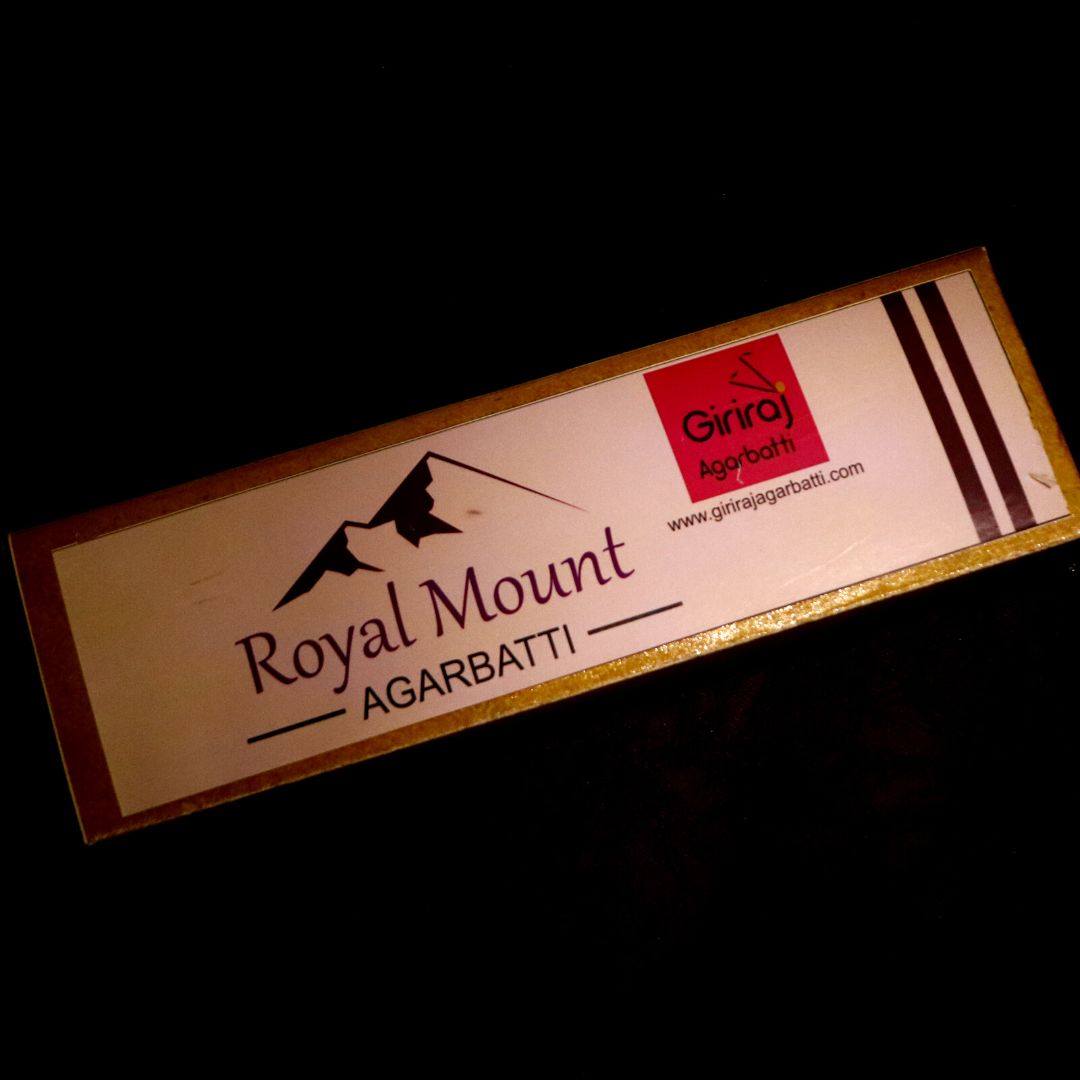 Giriraj
Agarbatti
www.girirajagarbatti.com
Royal Mount
AGARBATTI